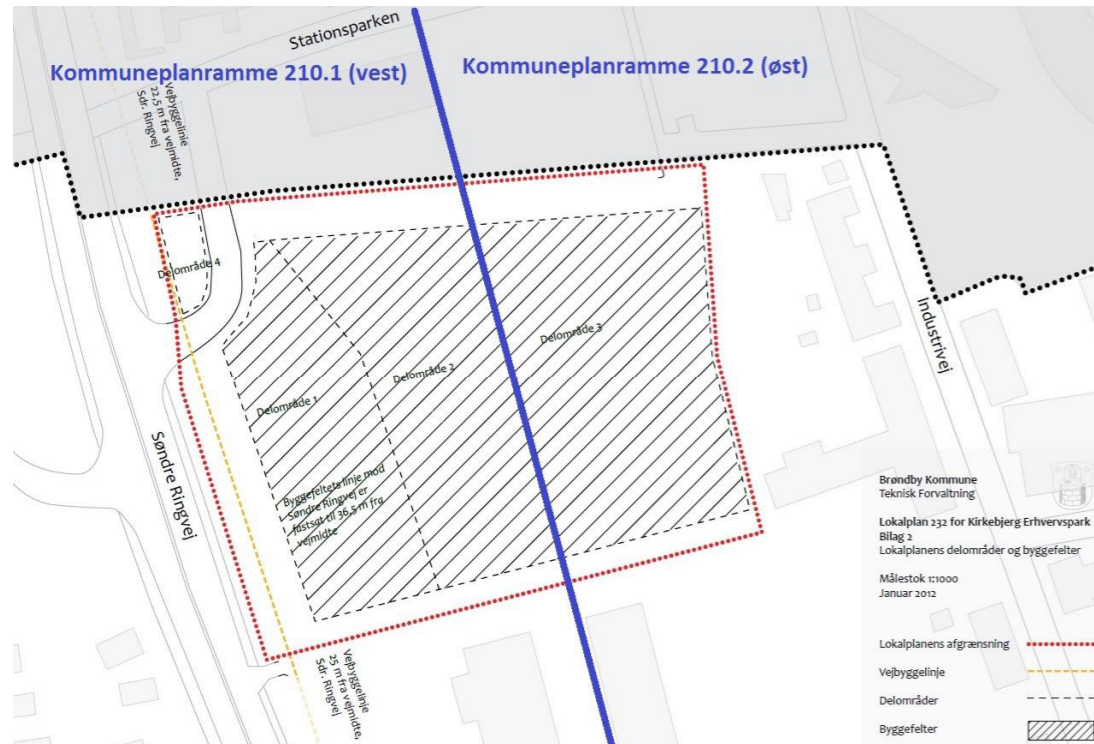 Stationsparken
Kommuneplanramme 210.1 (vest)
Kommuneplanramme 210.2 (øst)
Vejbyggelinje
22,5 m fra vejmidte,
Sdr. Ringvej
Delområde 4
Delområde 3
Delområde 2
Delområde 1
Industrivej
Søndre Ringvej
Byggefeltets linje mod
Søndre Ringvej er
fastsat til 36,5 m fra
vejmidte
Vejbyggelinje
25 m fra vejmidte,
Sdr. Ringvej
Brøndby Kommune
Teknisk Forvaltning
Lokalplan 232 for Kirkebjerg Erhvervspark
Bilag 2
Lokalplanens delområder og byggefelter
Målestok 1:1000
Januar 2012
Lokalplanens afgrænsning
Vejbyggelinje
Delområder
Byggefelter